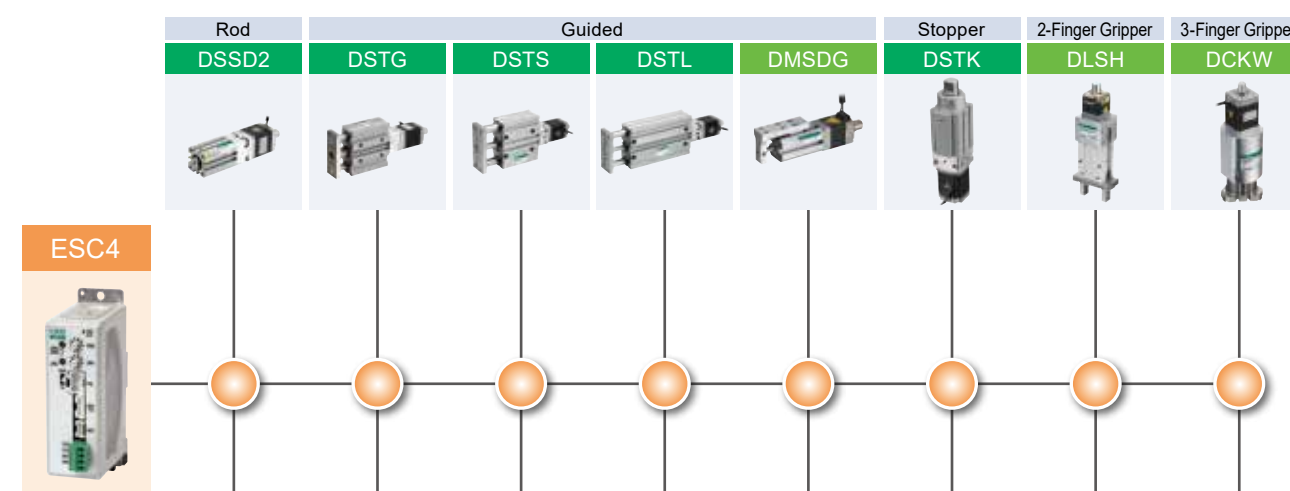 Rod Guided Stopper 2-Finger Gripper 3-Finger Grippe
DSSD2 DSTG DSTS DSTL DMSDG DSTK DLSH DCKW
ESC4